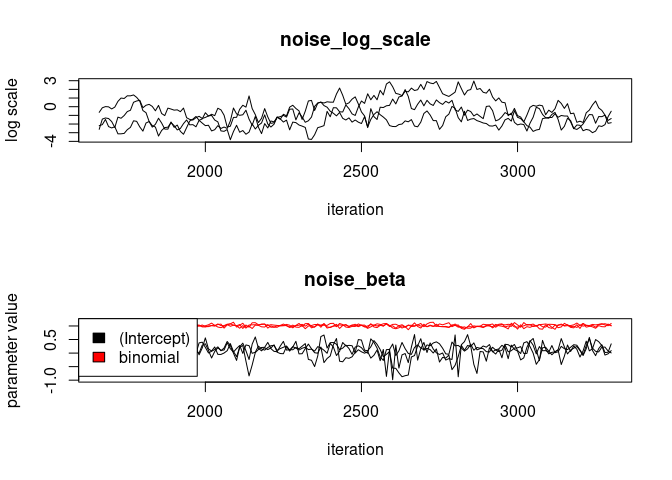 noise_log_scale
log scale
3
0
-4
2000 2500 3000
iteration
noise_beta
parameter value
0.5
-1.0
(Intercept)
binomial
2000 2500 3000
iteration